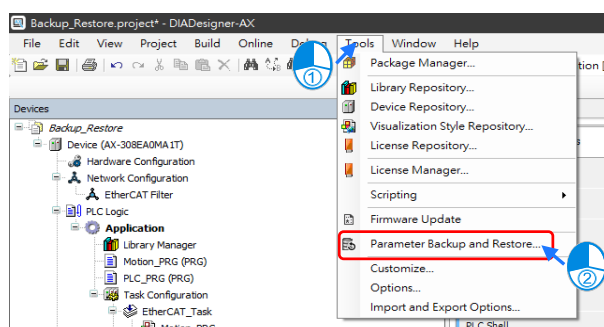 Backup_Restore.project* - DIADesigner-AX
File Edit View Project Build Online Tools Window Help
①
Package Manager...
tion [
Library Repository...
Devices
Device Repository...
Backup_Restore
Visualization Style Repository...
Device (AX-308EA0MA1T)
License Repository...
Hardware Configuration
License Manager...
Network Configuration
EtherCAT Filter
Scripting
PLC Logic
Firmware Update
Application
Library Manager
Parameter Backup and Restore...
Motion_PRG (PRG)
②
PLC_PRG (PRG)
Customize...
Task Configuration
Options...
EtherCAT_Task
Import and Export Options...
Motion_PRG
PLC Shell